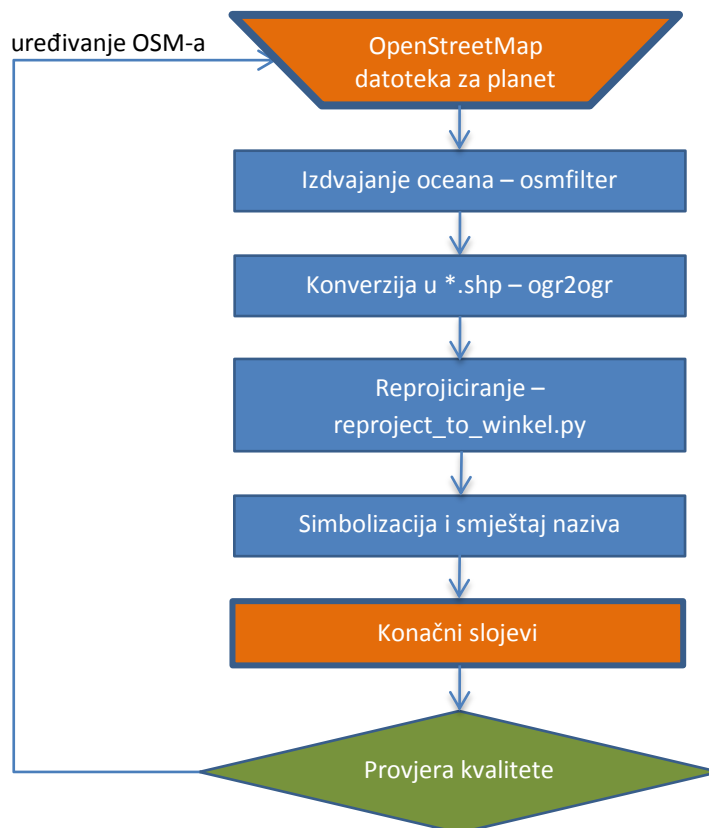 uređivanje OSM-a
OpenStreetMap
datoteka za planet
Izdvajanje oceana – osmfilter
Konverzija u *.shp – ogr2ogr
Reprojiciranje –
reproject_to_winkel.py
Simbolizacija i smještaj naziva
Konačni slojevi
Provjera kvalitete